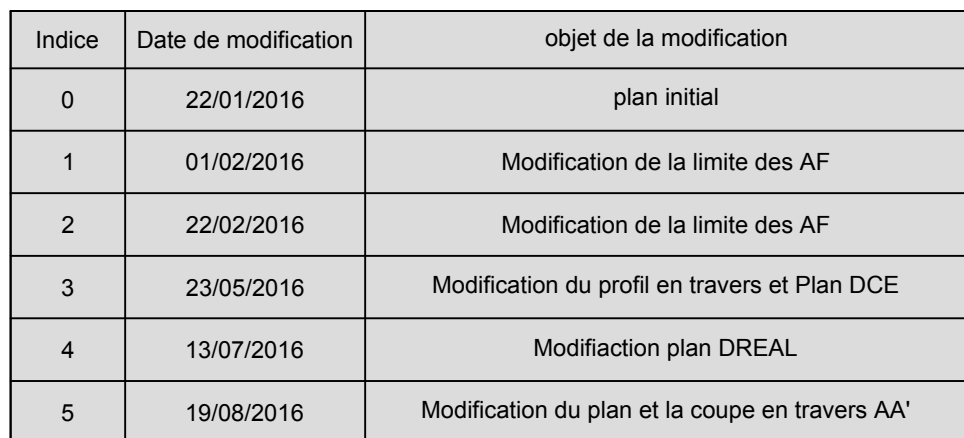 Indice Date de modification objet de la modification
0 22/01/2016 plan initial
1 01/02/2016 Modification de la limite des AF
2 22/02/2016 Modification de la limite des AF
3 23/05/2016 Modification du profil en travers et Plan DCE
4 13/07/2016 Modifiaction plan DREAL
5 19/08/2016 Modification du plan et la coupe en travers AA'